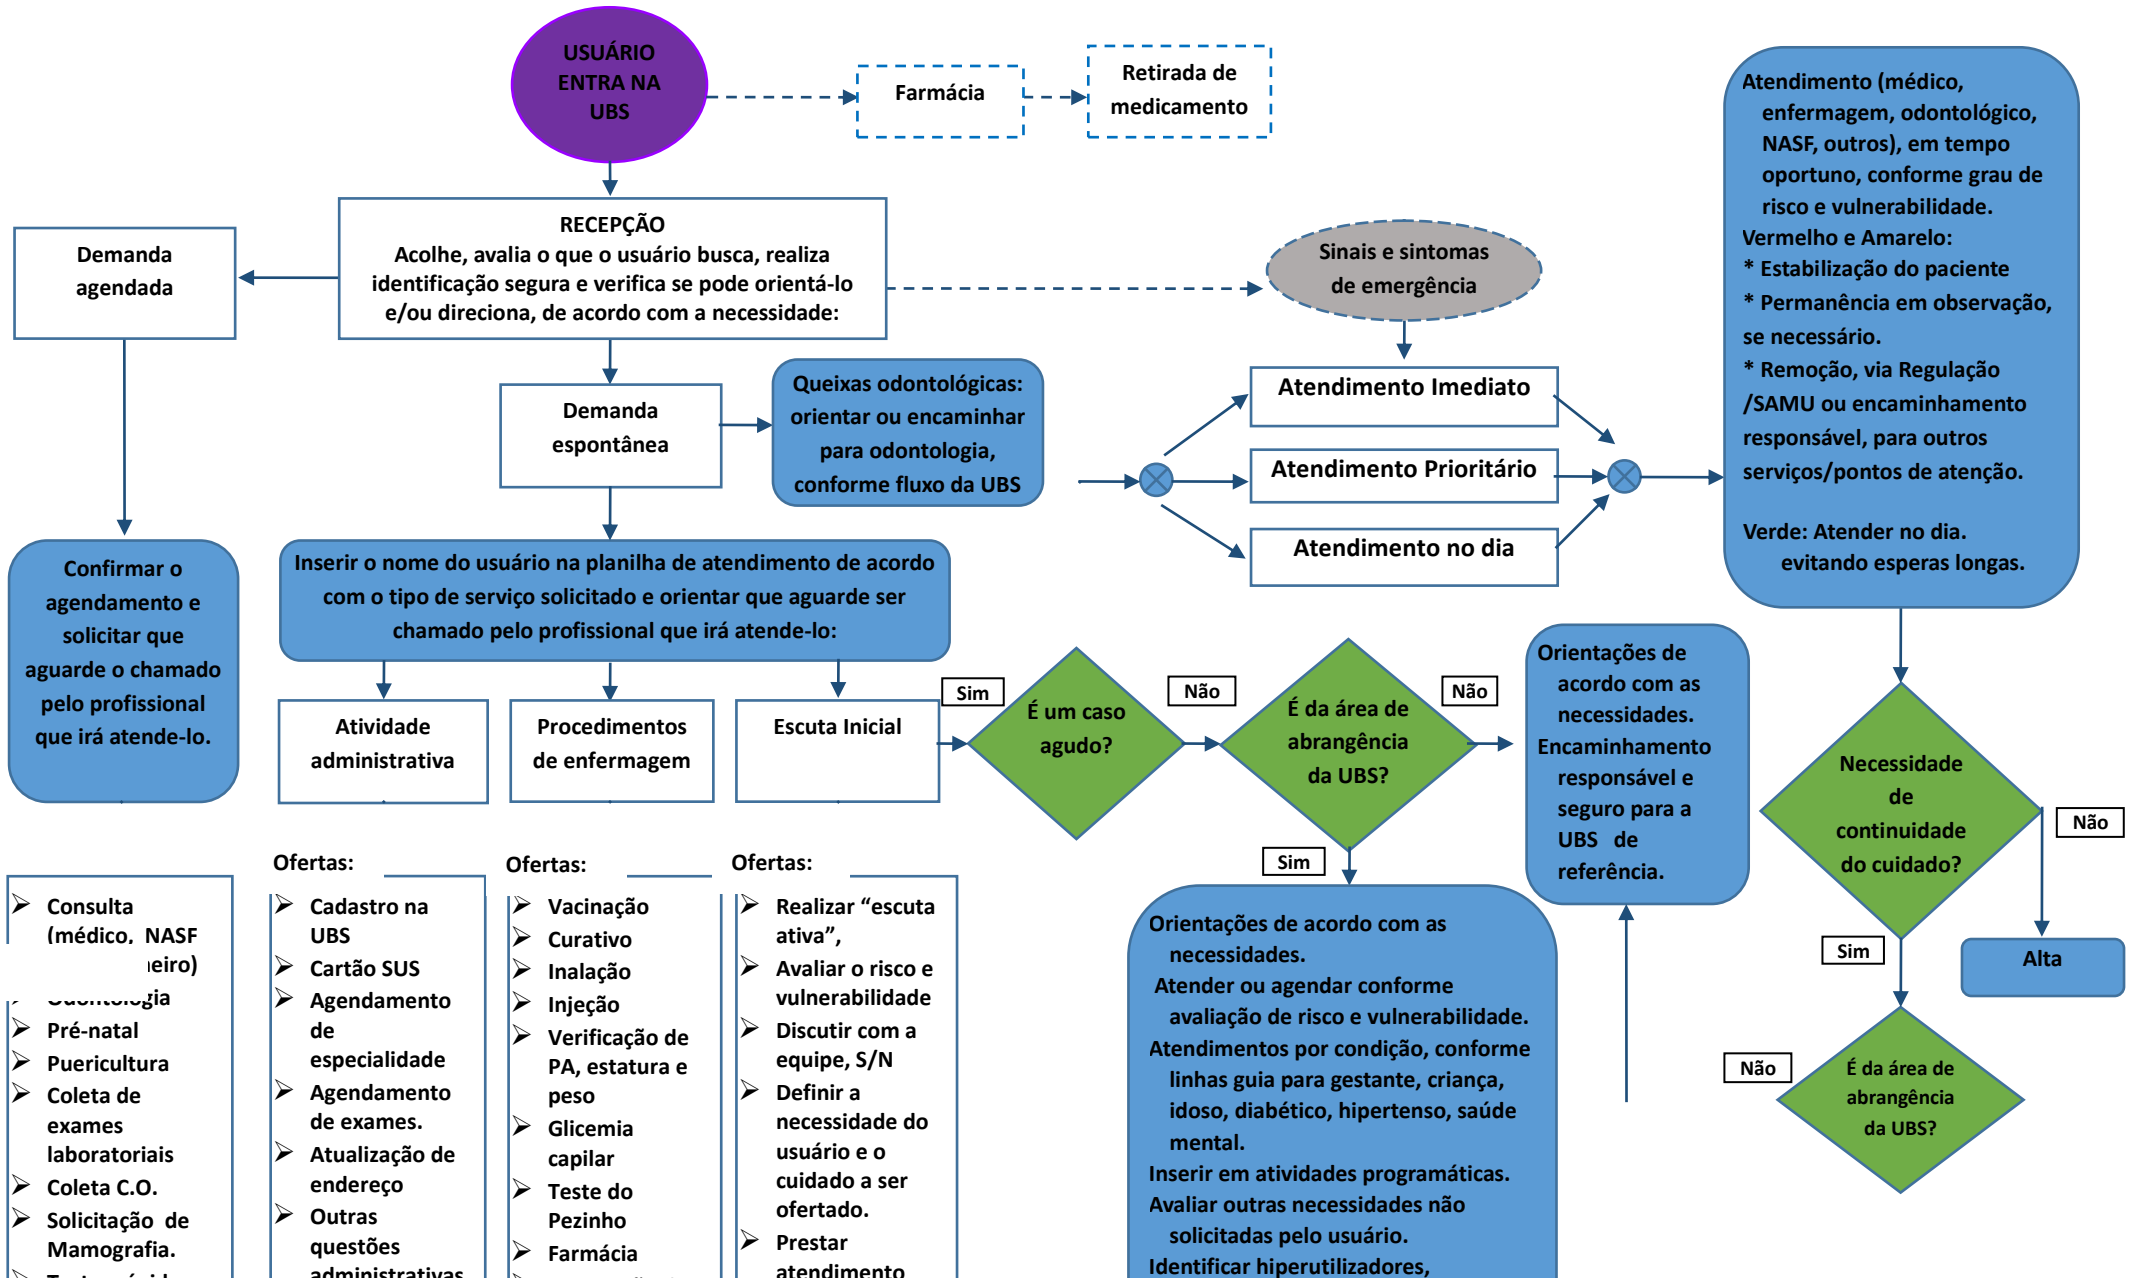 USUÁRIO
ENTRA NA
UBS
Farmácia
Retirada de
medicamento
RECEPÇÃO
Acolhe, avalia o que o usuário busca, realiza
identificação segura e verifica se pode orientá-lo
e/ou direciona, de acordo com a necessidade:
Demanda
agendada
Sinais e sintomas
de emergência
Demanda
espontânea
Queixas odontológicas:
orientar ou encaminhar
para odontologia,
conforme fluxo da UBS
Atendimento Imediato
Atendimento Prioritário
Atendimento no dia
Atendimento (médico,
enfermagem, odontológico,
NASF, outros), em tempo
oportuno, conforme grau de
risco e vulnerabilidade.
Vermelho e Amarelo:
* Estabilização do paciente
* Permanência em observação,
se necessário.
* Remoção, via Regulação
/SAMU ou encaminhamento
responsável, para outros
serviços/pontos de atenção.
Verde: Atender no dia.
evitando esperas longas.
Confirmar o
agendamento e
solicitar que
aguarde o chamado
pelo profissional
que irá atende-lo.
Inserir o nome do usuário na planilha de atendimento de acordo
com o tipo de serviço solicitado e orientar que aguarde ser
chamado pelo profissional que irá atende-lo:
Atividade
administrativa
Procedimentos
de enfermagem
Escuta Inicial
Sim
É um caso
agudo?
Não
É da área de
abrangência
da UBS?
Não
Sim
Orientações de
acordo com as
necessidades.
Encaminhamento
responsável e
seguro para a
UBS de
referência.
Necessidade
de
continuidade
do cuidado?
Não
Sim
Alta
Não
É da área de
abrangência
da UBS?
➢ Consulta
(médico, NASF
➢ Pré-natal
➢ Puericultura
➢ Coleta de
exames
laboratoriais
➢ Coleta C.O.
➢ Solicitação de
Mamografia.
Ofertas:
➢ Cadastro na
UBS
➢ Cartão SUS
➢ Agendamento
de
especialidade
➢ Agendamento
de exames.
➢ Atualização de
endereço
➢ Outras
questões
administrativas
Ofertas:
➢ Vacinação
➢ Curativo
➢ Inalação
➢ Injeção
➢ Verificação de
PA, estatura e
peso
➢ Glicemia
capilar
➢ Teste do
Pezinho
➢ Farmácia
Ofertas:
➢ Realizar “escuta
ativa”,
➢ Avaliar o risco e
vulnerabilidade
➢ Discutir com a
equipe, S/N
➢ Definir a
necessidade do
usuário e o
cuidado a ser
ofertado.
➢ Prestar
atendimento
Orientações de acordo com as
necessidades.
Atender ou agendar conforme
avaliação de risco e vulnerabilidade.
Atendimentos por condição, conforme
linhas guia para gestante, criança,
idoso, diabético, hipertenso, saúde
mental.
Inserir em atividades programáticas.
Avaliar outras necessidades não
solicitadas pelo usuário.
Identificar hiperutilizadores,